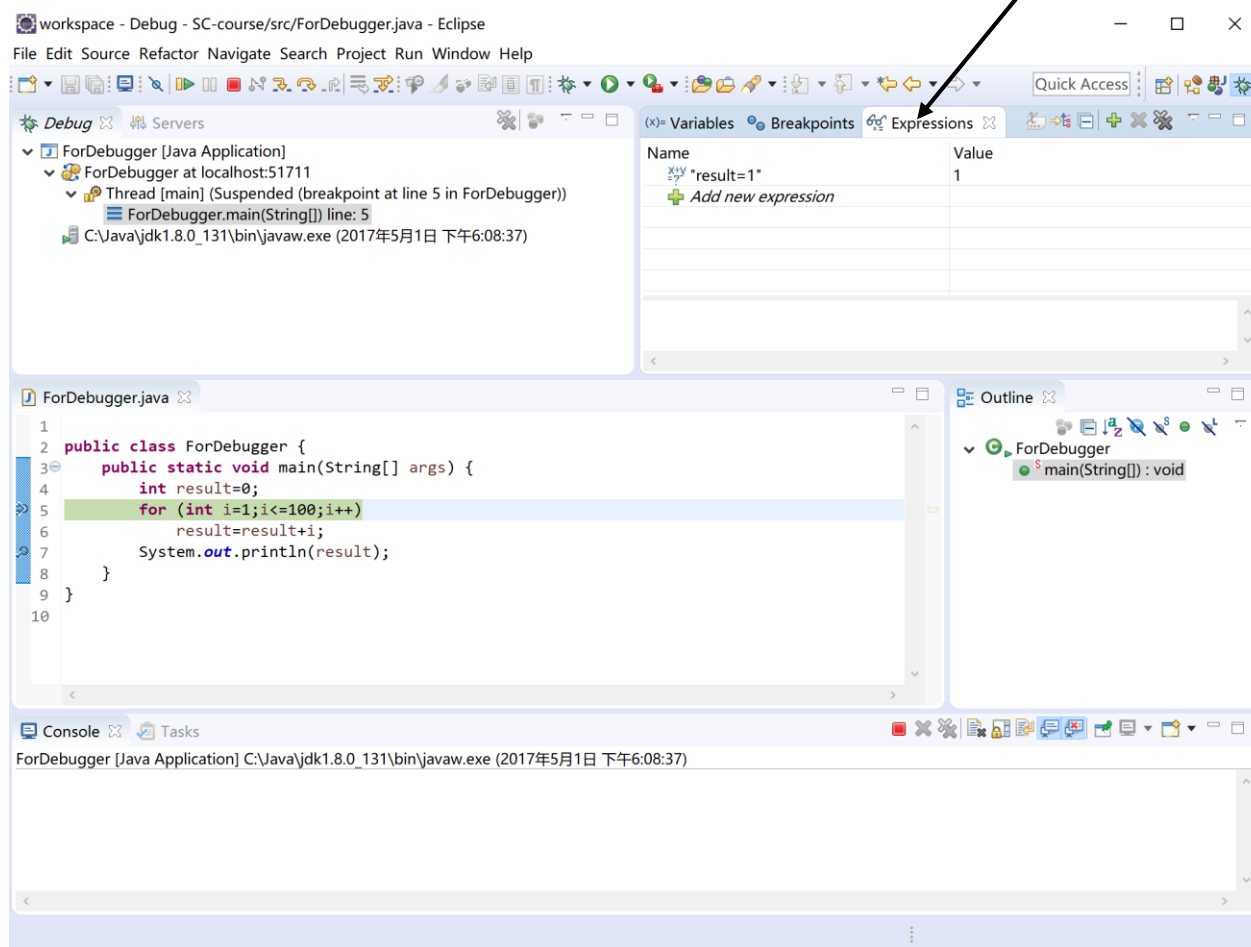 workspace - Debug - SC-course/src/ForDebugger.java - Eclipse
File Edit Source Refactor Navigate Search Project Run Window Help
Quick Access
Debug Servers
ForDebugger [Java Application]
ForDebugger at localhost:51711
Thread [main] (Suspended (breakpoint at line 5 in ForDebugger))
ForDebugger.main(String[]) line: 5
C:\Java\jdk1.8.0_131\bin\javaw.exe (2017年5月1日 下午6:08:37)
(x)= Variables Breakpoints Expressions
Name Value
"result=1" 1
Add new expression
ForDebugger.java
1
2 public class ForDebugger {
3 public static void main(String[] args) {
4 int result=0;
5 for (int i=1;i<=100;i++)
6 result=result+i;
7 System.out.println(result);
8 }
9 }
10
Outline
ForDebugger
S main(String[]) : void
Console Tasks
ForDebugger [Java Application] C:\Java\jdk1.8.0_131\bin\javaw.exe (2017年5月1日 下午6:08:37)